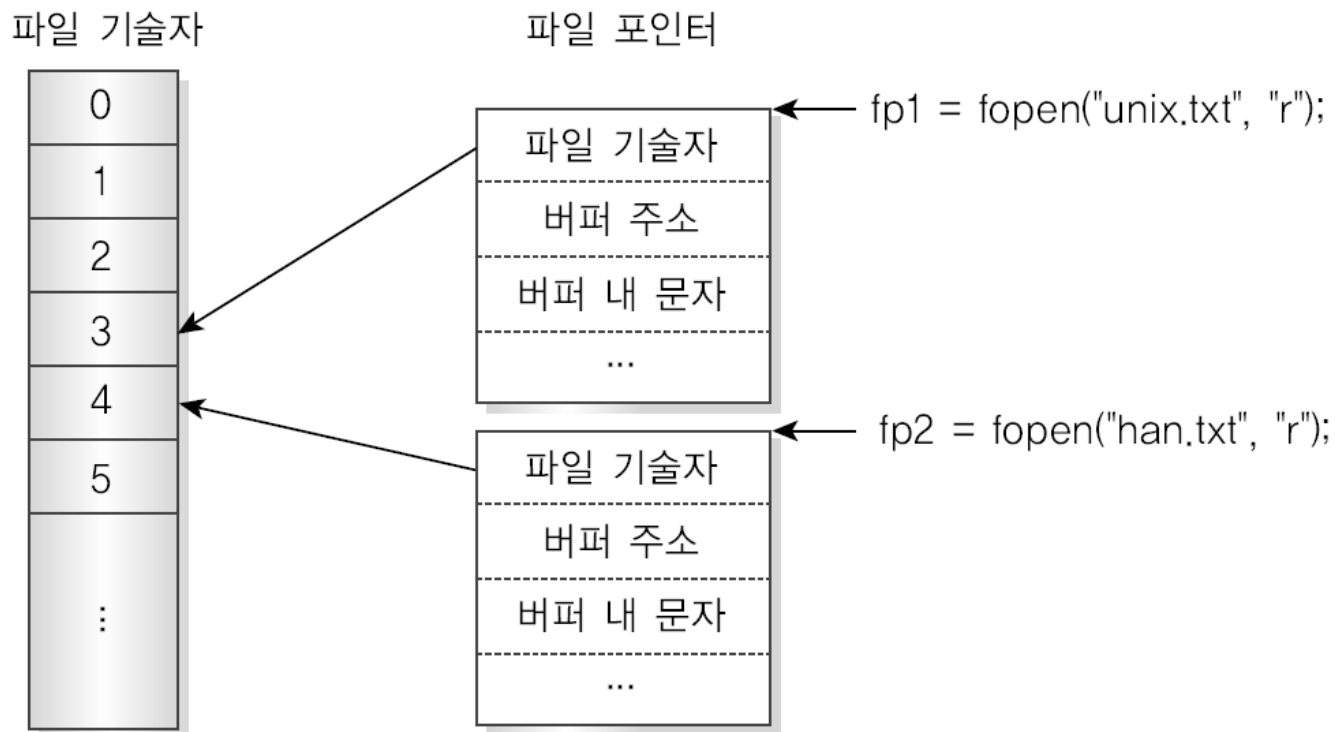 파일 기술자
0
1
2
3
4
5
⋮
파일 포인터
파일 기술자
버퍼 주소
버퍼 내 문자
...
파일 기술자
버퍼 주소
버퍼 내 문자
...
fp1 = fopen("unix.txt", "r");
fp2 = fopen("han.txt", "r");